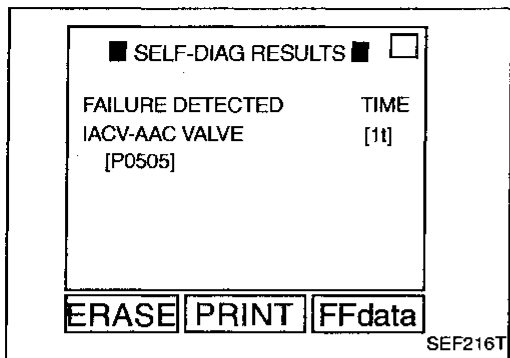 ■ SELF-DIAG RESULTS ■ □
FAILURE DETECTED TIME
IACV-AAC VALVE [1t]
[P0505]
ERASE PRINT FFdata
SEF216T